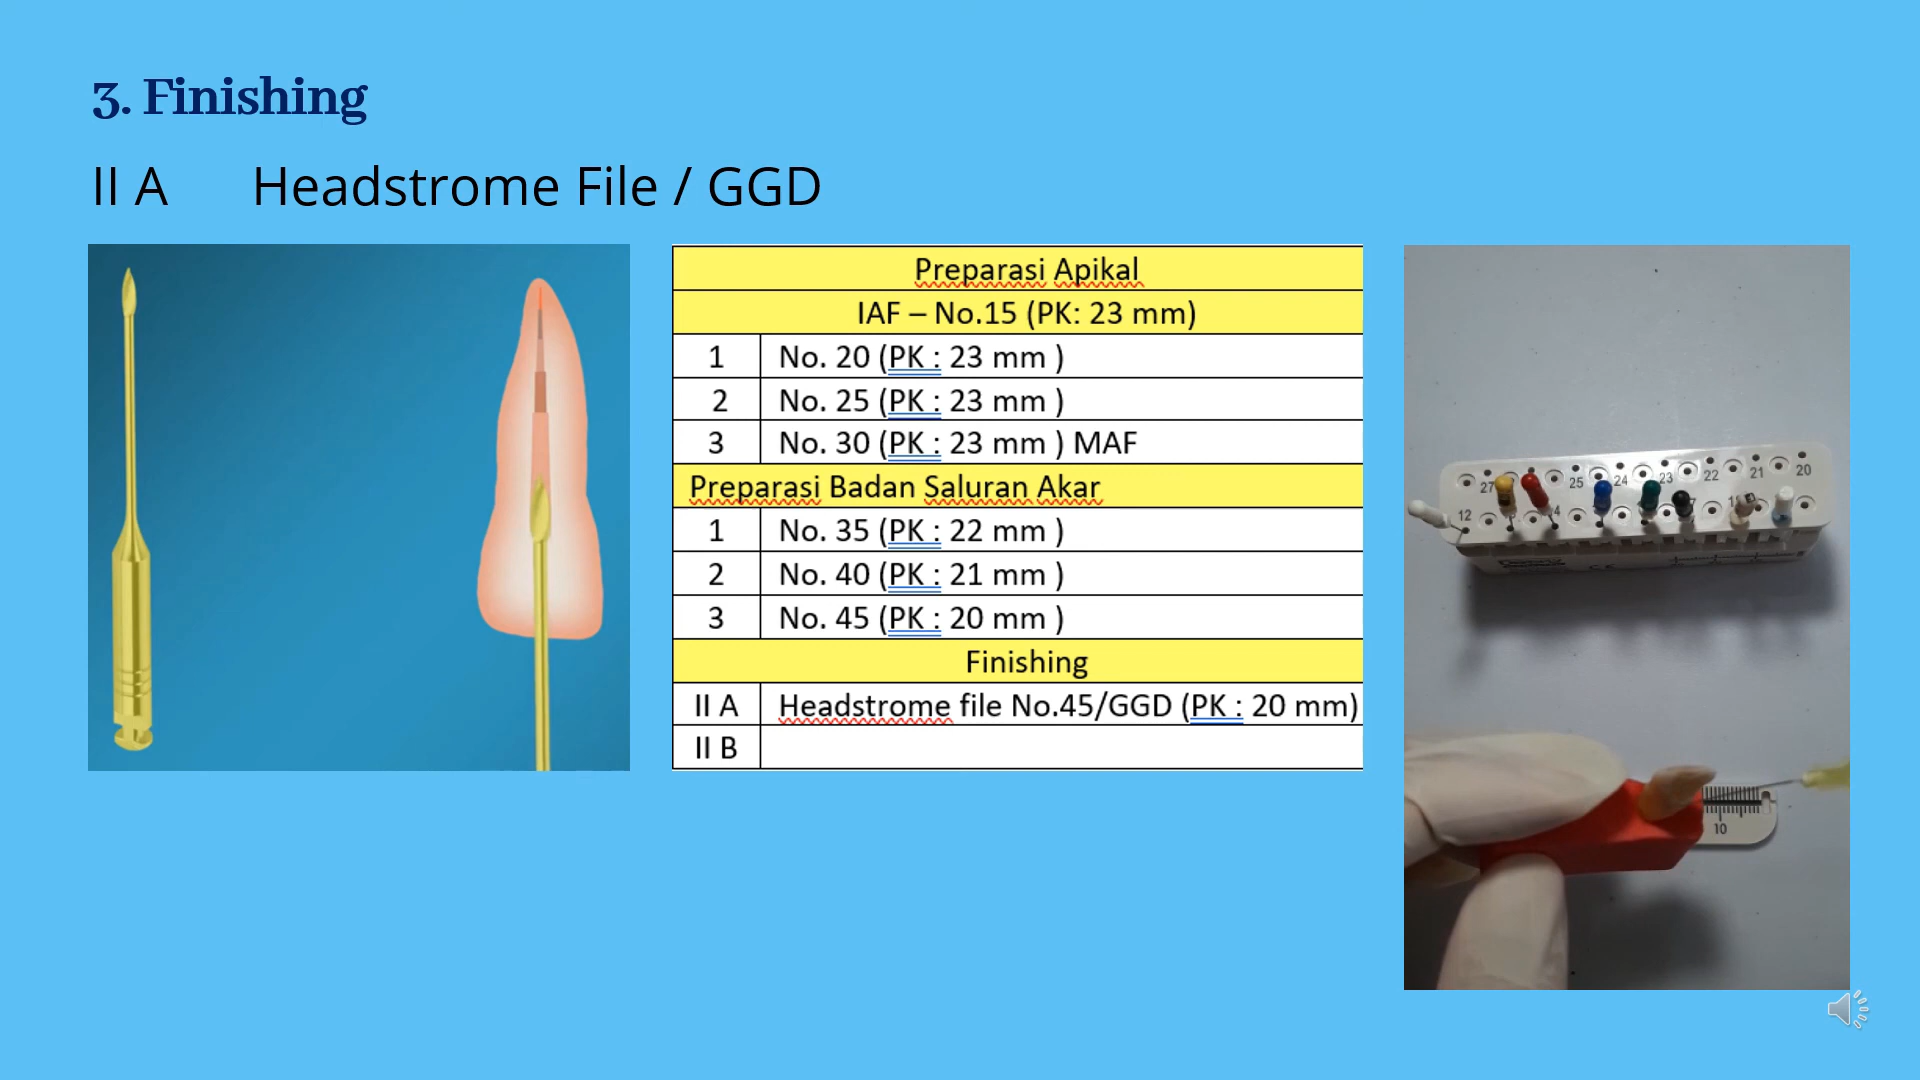 3. Finishing
II A Headstrome File / GGD
Preparasi Apikal
IAF – No.15 (PK: 23 mm)
1 No. 20 (PK : 23 mm )
2 No. 25 (PK : 23 mm )
3 No. 30 (PK : 23 mm ) MAF
Preparasi Badan Saluran Akar
1 No. 35 (PK : 22 mm )
2 No. 40 (PK : 21 mm )
3 No. 45 (PK : 20 mm )
Finishing
II A Headstrome file No.45/GGD (PK : 20 mm)
II B
27 25 24 23 22 21 20
12
10